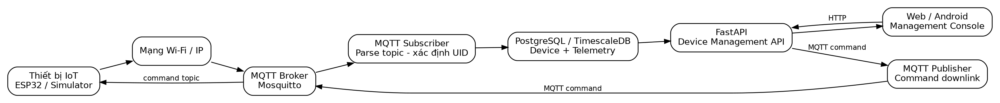 Thiết bị IoT
ESP32 / Simulator
Mạng Wi-Fi / IP
command topic
MQTT Broker
Mosquitto
MQTT Subscriber
Parse topic - xác định UID
PostgreSQL / TimescaleDB
Device + Telemetry
MQTT command
FastAPI
Device Management API
HTTP
MQTT command
Web / Android
Management Console
MQTT Publisher
Command downlink